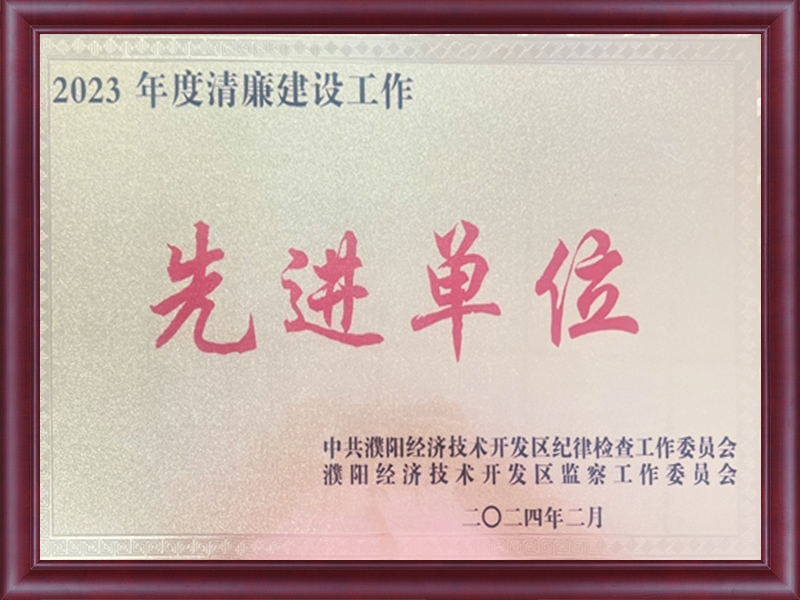 2023 年度清廉建设工作
先进单位
中共濮阳经济技术开发区纪律检查工作委员会
濮阳经济技术开发区监察工作委员会
二〇二四年二月